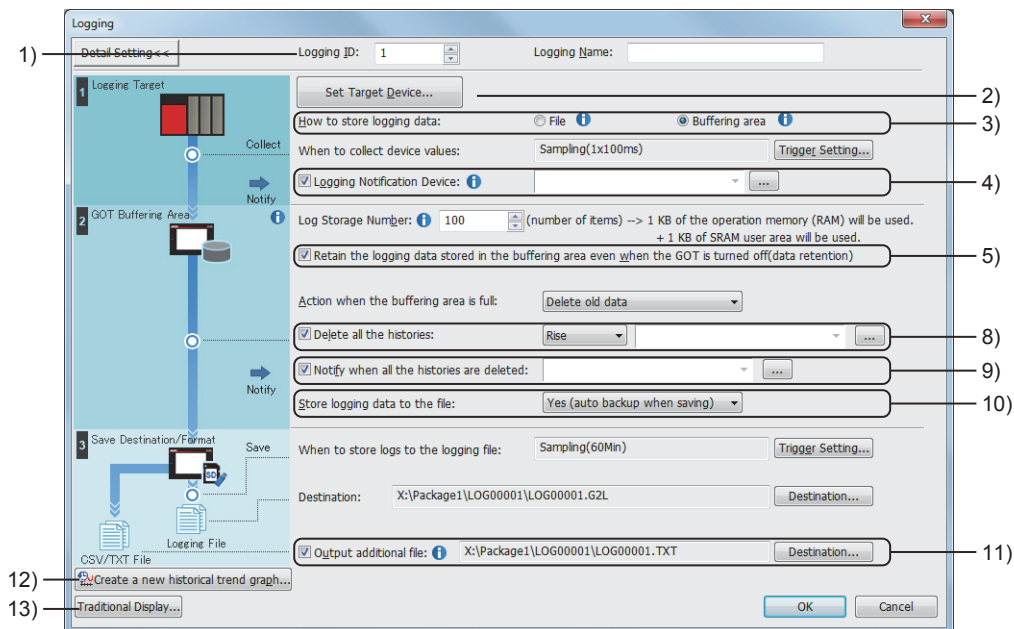 Logging
1)
Detail Setting<<
Logging ID: 1
Logging Name:
1 Logging Target
Set Target Device...
2)
How to store logging data: File Buffering area
3)
Collect
When to collect device values: Sampling(1x100ms) Trigger Setting...
Logging Notification Device: ...
4)
Notify
2 GOT Buffering Area
Log Storage Number: 100 (number of items) --> 1 KB of the operation memory (RAM) will be used.
+ 1 KB of SRAM user area will be used.
Retain the logging data stored in the buffering area even when the GOT is turned off(data retention)
5)
Action when the buffering area is full: Delete old data
Delete all the histories: Rise ...
8)
Notify when all the histories are deleted: ...
9)
Notify
Store logging data to the file: Yes (auto backup when saving)
10)
3 Save Destination/Format
Save
When to store logs to the logging file: Sampling(60Min) Trigger Setting...
SD
Destination: X:\Package1\LOG00001\LOG00001.G2L Destination...
Logging File
CSV/TXT File
Output additional file: X:\Package1\LOG00001\LOG00001.TXT Destination...
11)
12)
Create a new historical trend graph...
13)
Traditional Display...
OK
Cancel